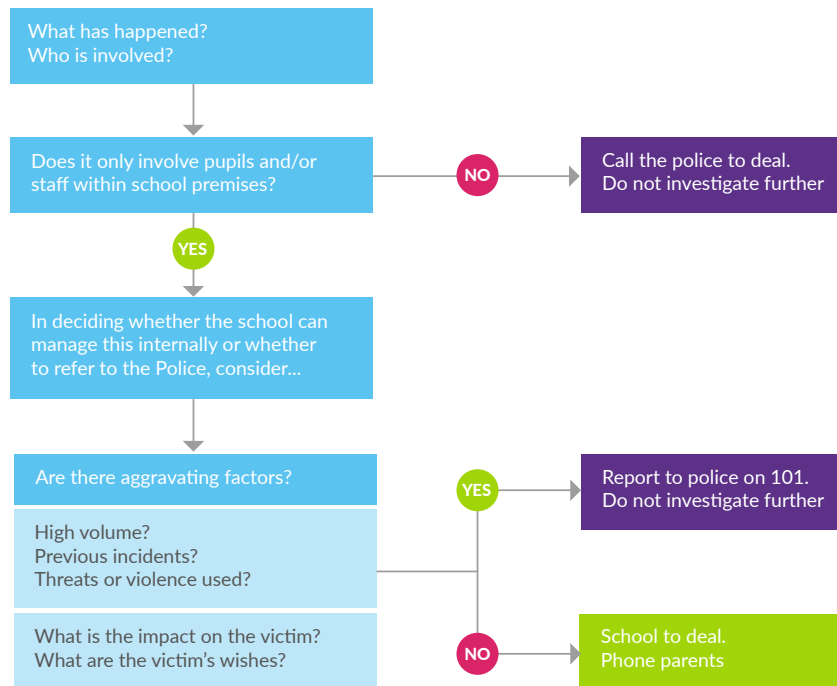 What has happened?
Who is involved?
Does it only involve pupils and/or
staff within school premises?
NO
Call the police to deal.
Do not investigate further
YES
In deciding whether the school can
manage this internally or whether
to refer to the Police, consider...
Are there aggravating factors?
High volume?
Previous incidents?
Threats or violence used?
What is the impact on the victim?
What are the victim’s wishes?
YES
Report to police on 101.
Do not investigate further
NO
School to deal.
Phone parents